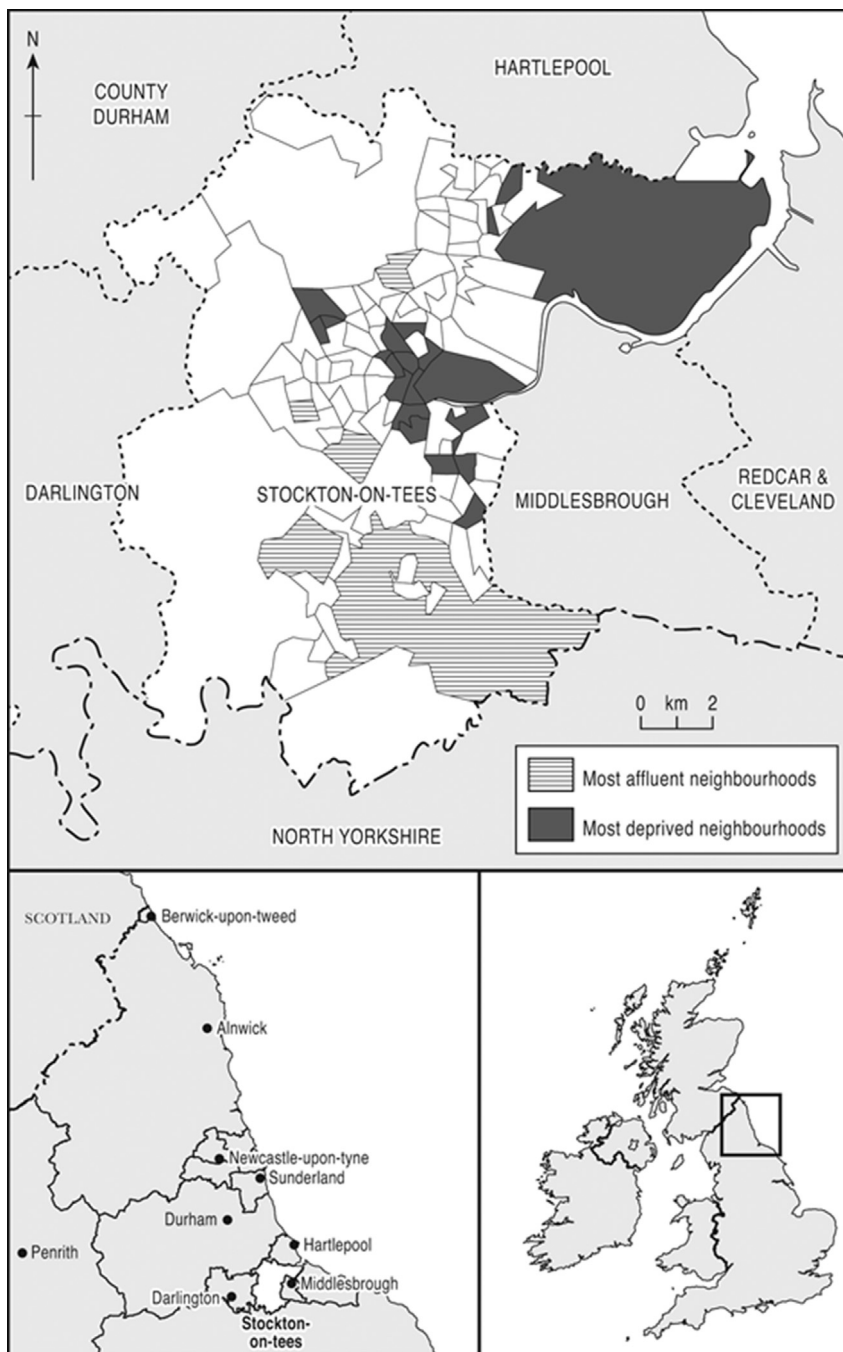 N
HARTLEPOOL
COUNTY
DURHAM
DARLINGTON
STOCKTON-ON-TEES
MIDDLESBROUGH
REDCAR &
CLEVELAND
0 km 2
Most affluent neighbourhoods
Most deprived neighbourhoods
NORTH YORKSHIRE
SCOTLAND
Berwick-upon-tweed
Alnwick
Newcastle-upon-tyne
Sunderland
Durham
Hartlepool
Penrith
Middlesbrough
Darlington
Stockton-
on-tees